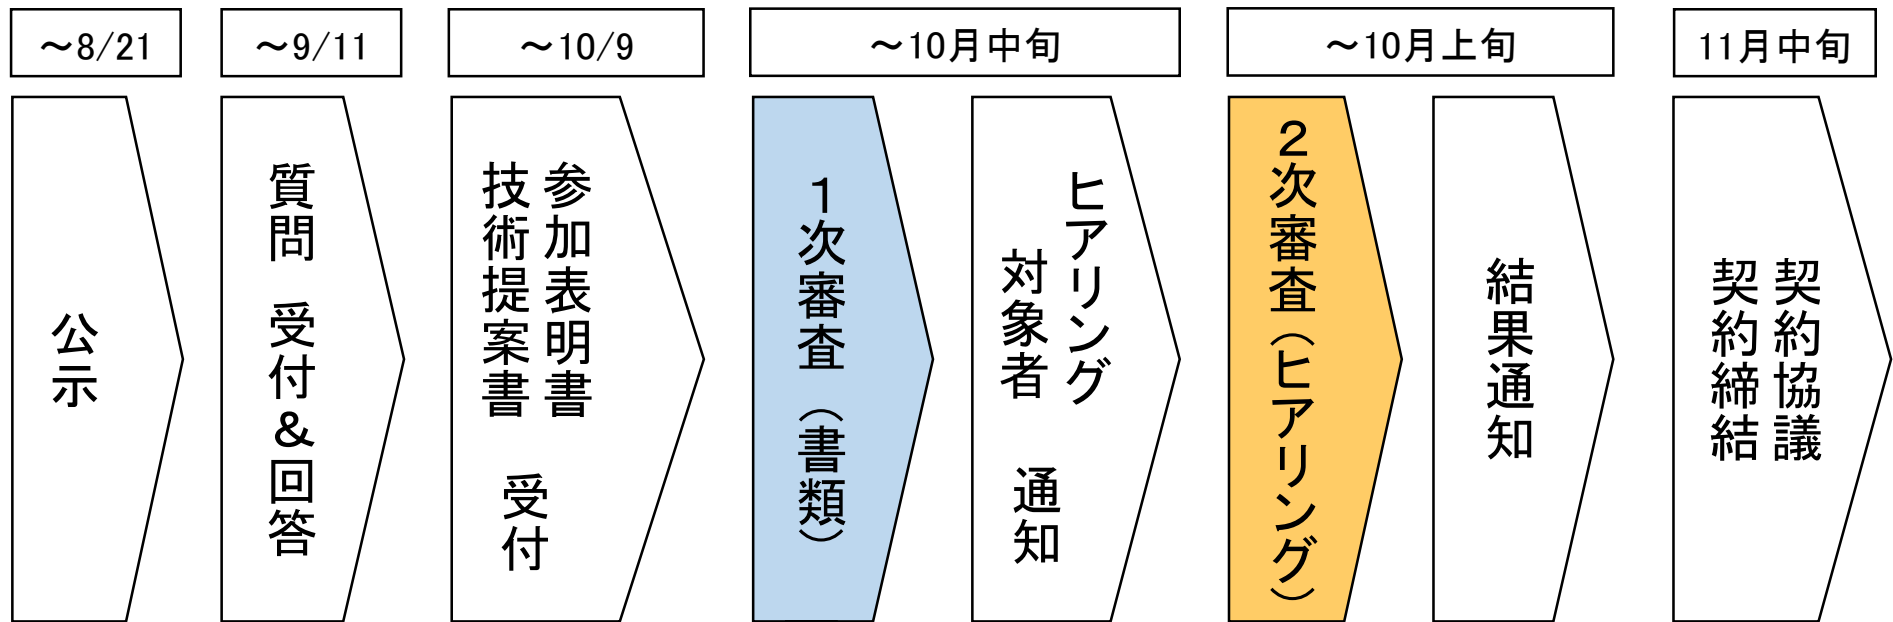 ～8/21
～9/11
～10/9
～10月中旬
～10月上旬
11月中旬
公示
質問 受付＆回答
参加表明書
技術提案書
受付
1次審査（書類）
ヒアリング
対象者
通知
２次審査（ヒアリング）
結果通知
契約協議
契約締結